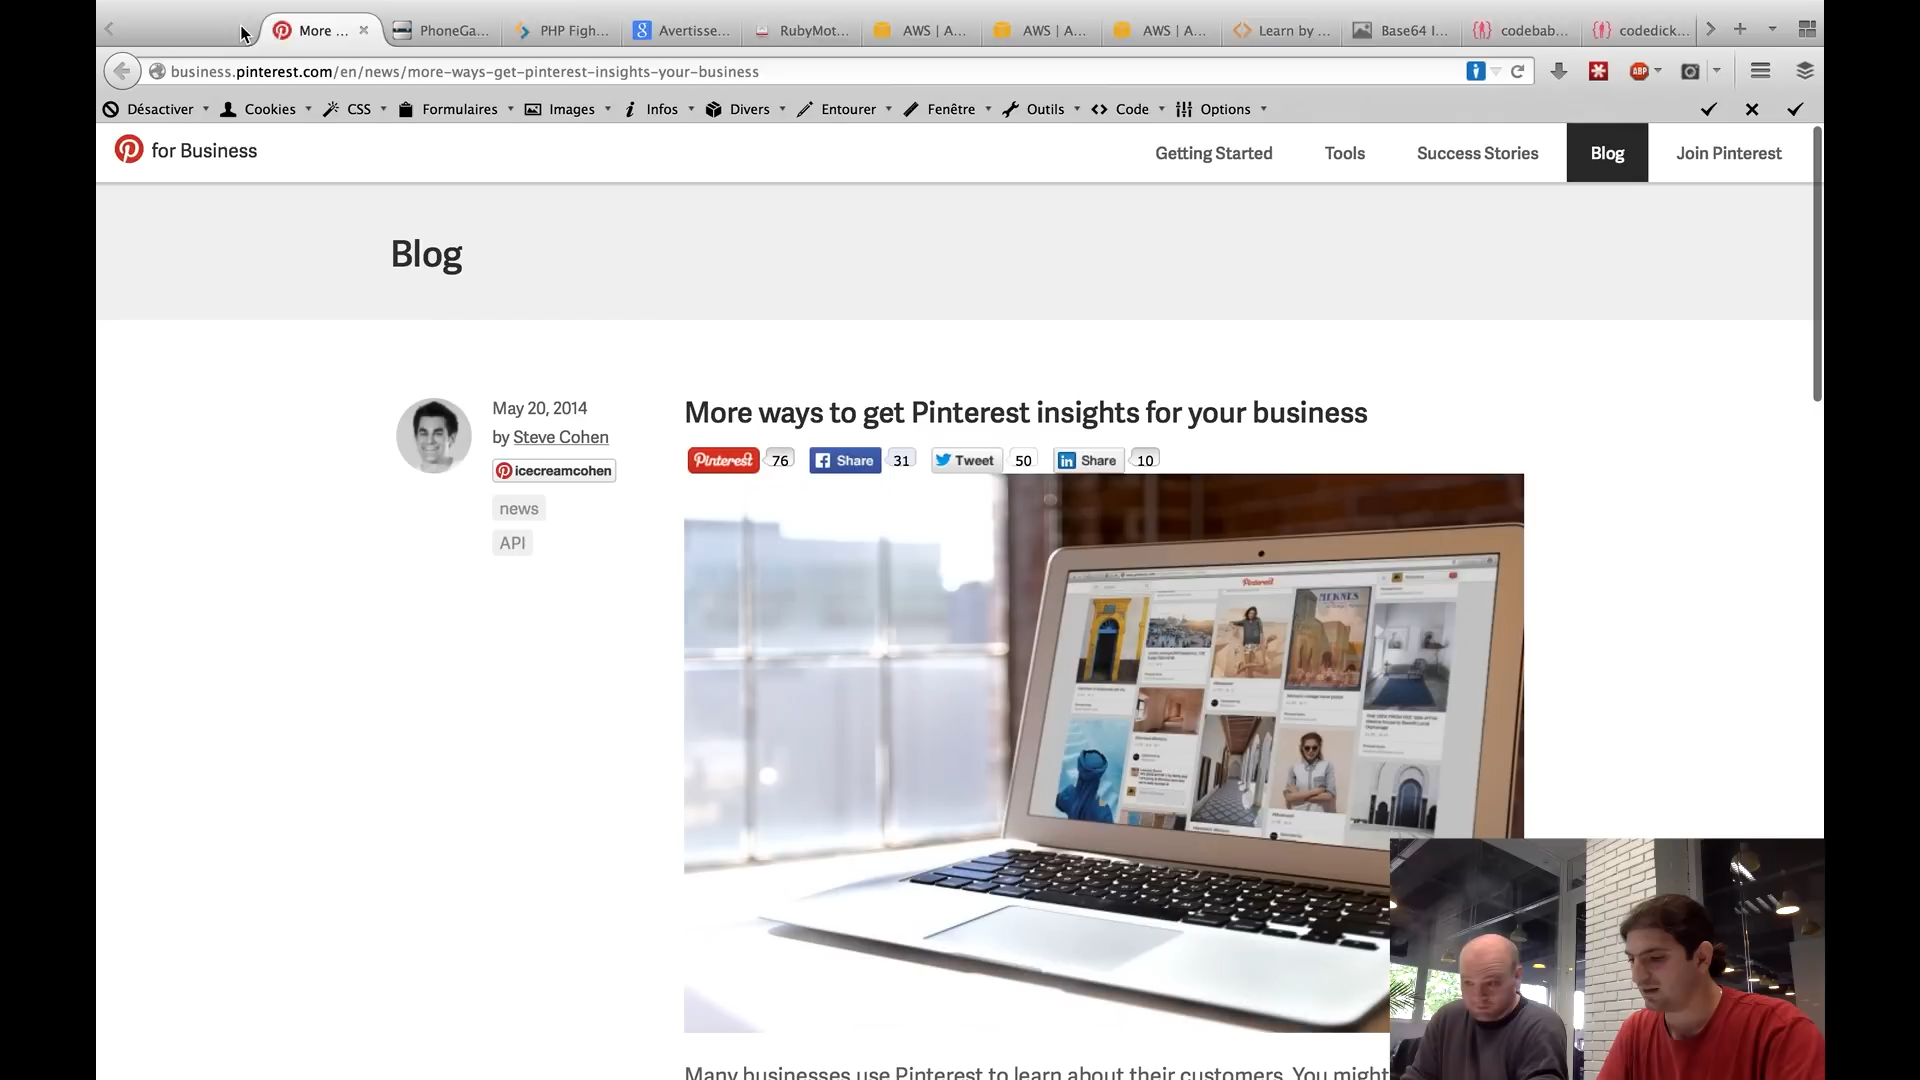 More ...
PhoneGa...
PHP Figh...
Avertisse...
RubyMot...
AWS | A...
AWS | A...
AWS | A...
Learn by ...
Base64 I...
codebab...
codedick...
business.pinterest.com/en/news/more-ways-get-pinterest-insights-your-business
ABP
Désactiver
Cookies
CSS
Formulaires
Images
Infos
Divers
Entourer
Fenêtre
Outils
Code
Options
for Business
Getting Started
Tools
Success Stories
Blog
Join Pinterest
Blog
May 20, 2014
by Steve Cohen
icecreamcohen
news
API
More ways to get Pinterest insights for your business
Pinterest 76
Share 31
Tweet 50
Share 10
Pinterest
MEKNES
Many businesses use Pinterest to learn about their customers. You might